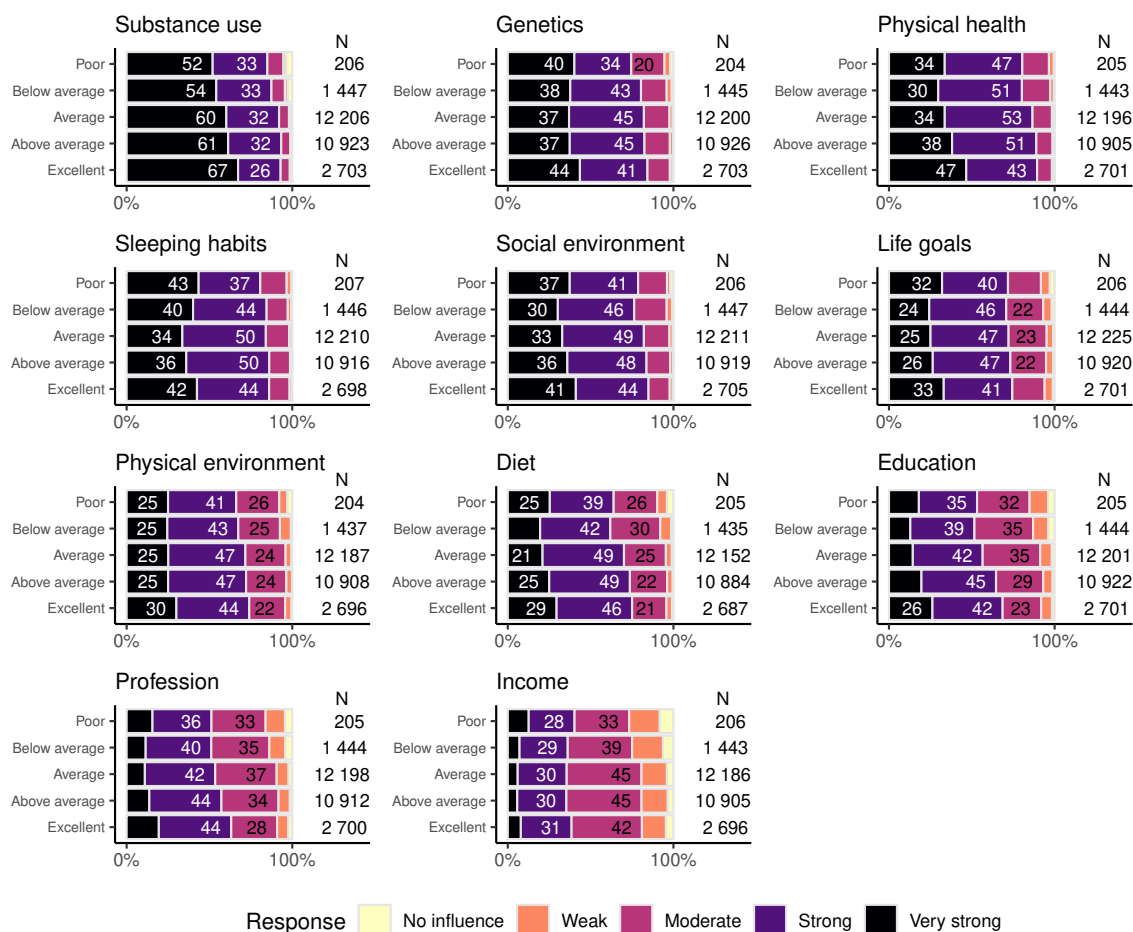 Substance use
N
Poor 52 33 206
Below average 54 33 1 447
Average 60 32 12 206
Above average 61 32 10 923
Excellent 67 26 2 703
0% 100%
Genetics
N
Poor 40 34 20 204
Below average 38 43 1 445
Average 37 45 12 200
Above average 37 45 10 926
Excellent 44 41 2 703
0% 100%
Physical health
N
Poor 34 47 205
Below average 30 51 1 443
Average 34 53 12 196
Above average 38 51 10 905
Excellent 47 43 2 701
0% 100%
Sleeping habits
N
Poor 43 37 207
Below average 40 44 1 446
Average 34 50 12 210
Above average 36 50 10 916
Excellent 42 44 2 698
0% 100%
Social environment
N
Poor 37 41 206
Below average 30 46 1 447
Average 33 49 12 211
Above average 36 48 10 919
Excellent 41 44 2 705
0% 100%
Life goals
N
Poor 32 40 206
Below average 24 46 22 1 444
Average 25 47 23 12 225
Above average 26 47 22 10 920
Excellent 33 41 2 701
0% 100%
Physical environment
N
Poor 25 41 26 204
Below average 25 43 25 1 437
Average 25 47 24 12 187
Above average 25 47 24 10 908
Excellent 30 44 22 2 696
0% 100%
Diet
N
Poor 25 39 26 205
Below average 42 30 1 435
Average 21 49 25 12 152
Above average 25 49 22 10 884
Excellent 29 46 21 2 687
0% 100%
Education
N
Poor 35 32 205
Below average 39 35 1 444
Average 42 35 12 201
Above average 45 29 10 922
Excellent 26 42 23 2 701
0% 100%
Profession
N
Poor 36 33 205
Below average 40 35 1 444
Average 42 37 12 198
Above average 44 34 10 912
Excellent 44 28 2 700
0% 100%
Income
N
Poor 28 33 206
Below average 29 39 1 443
Average 30 45 12 186
Above average 30 45 10 905
Excellent 31 42 2 696
0% 100%
Response No influence Weak Moderate Strong Very strong